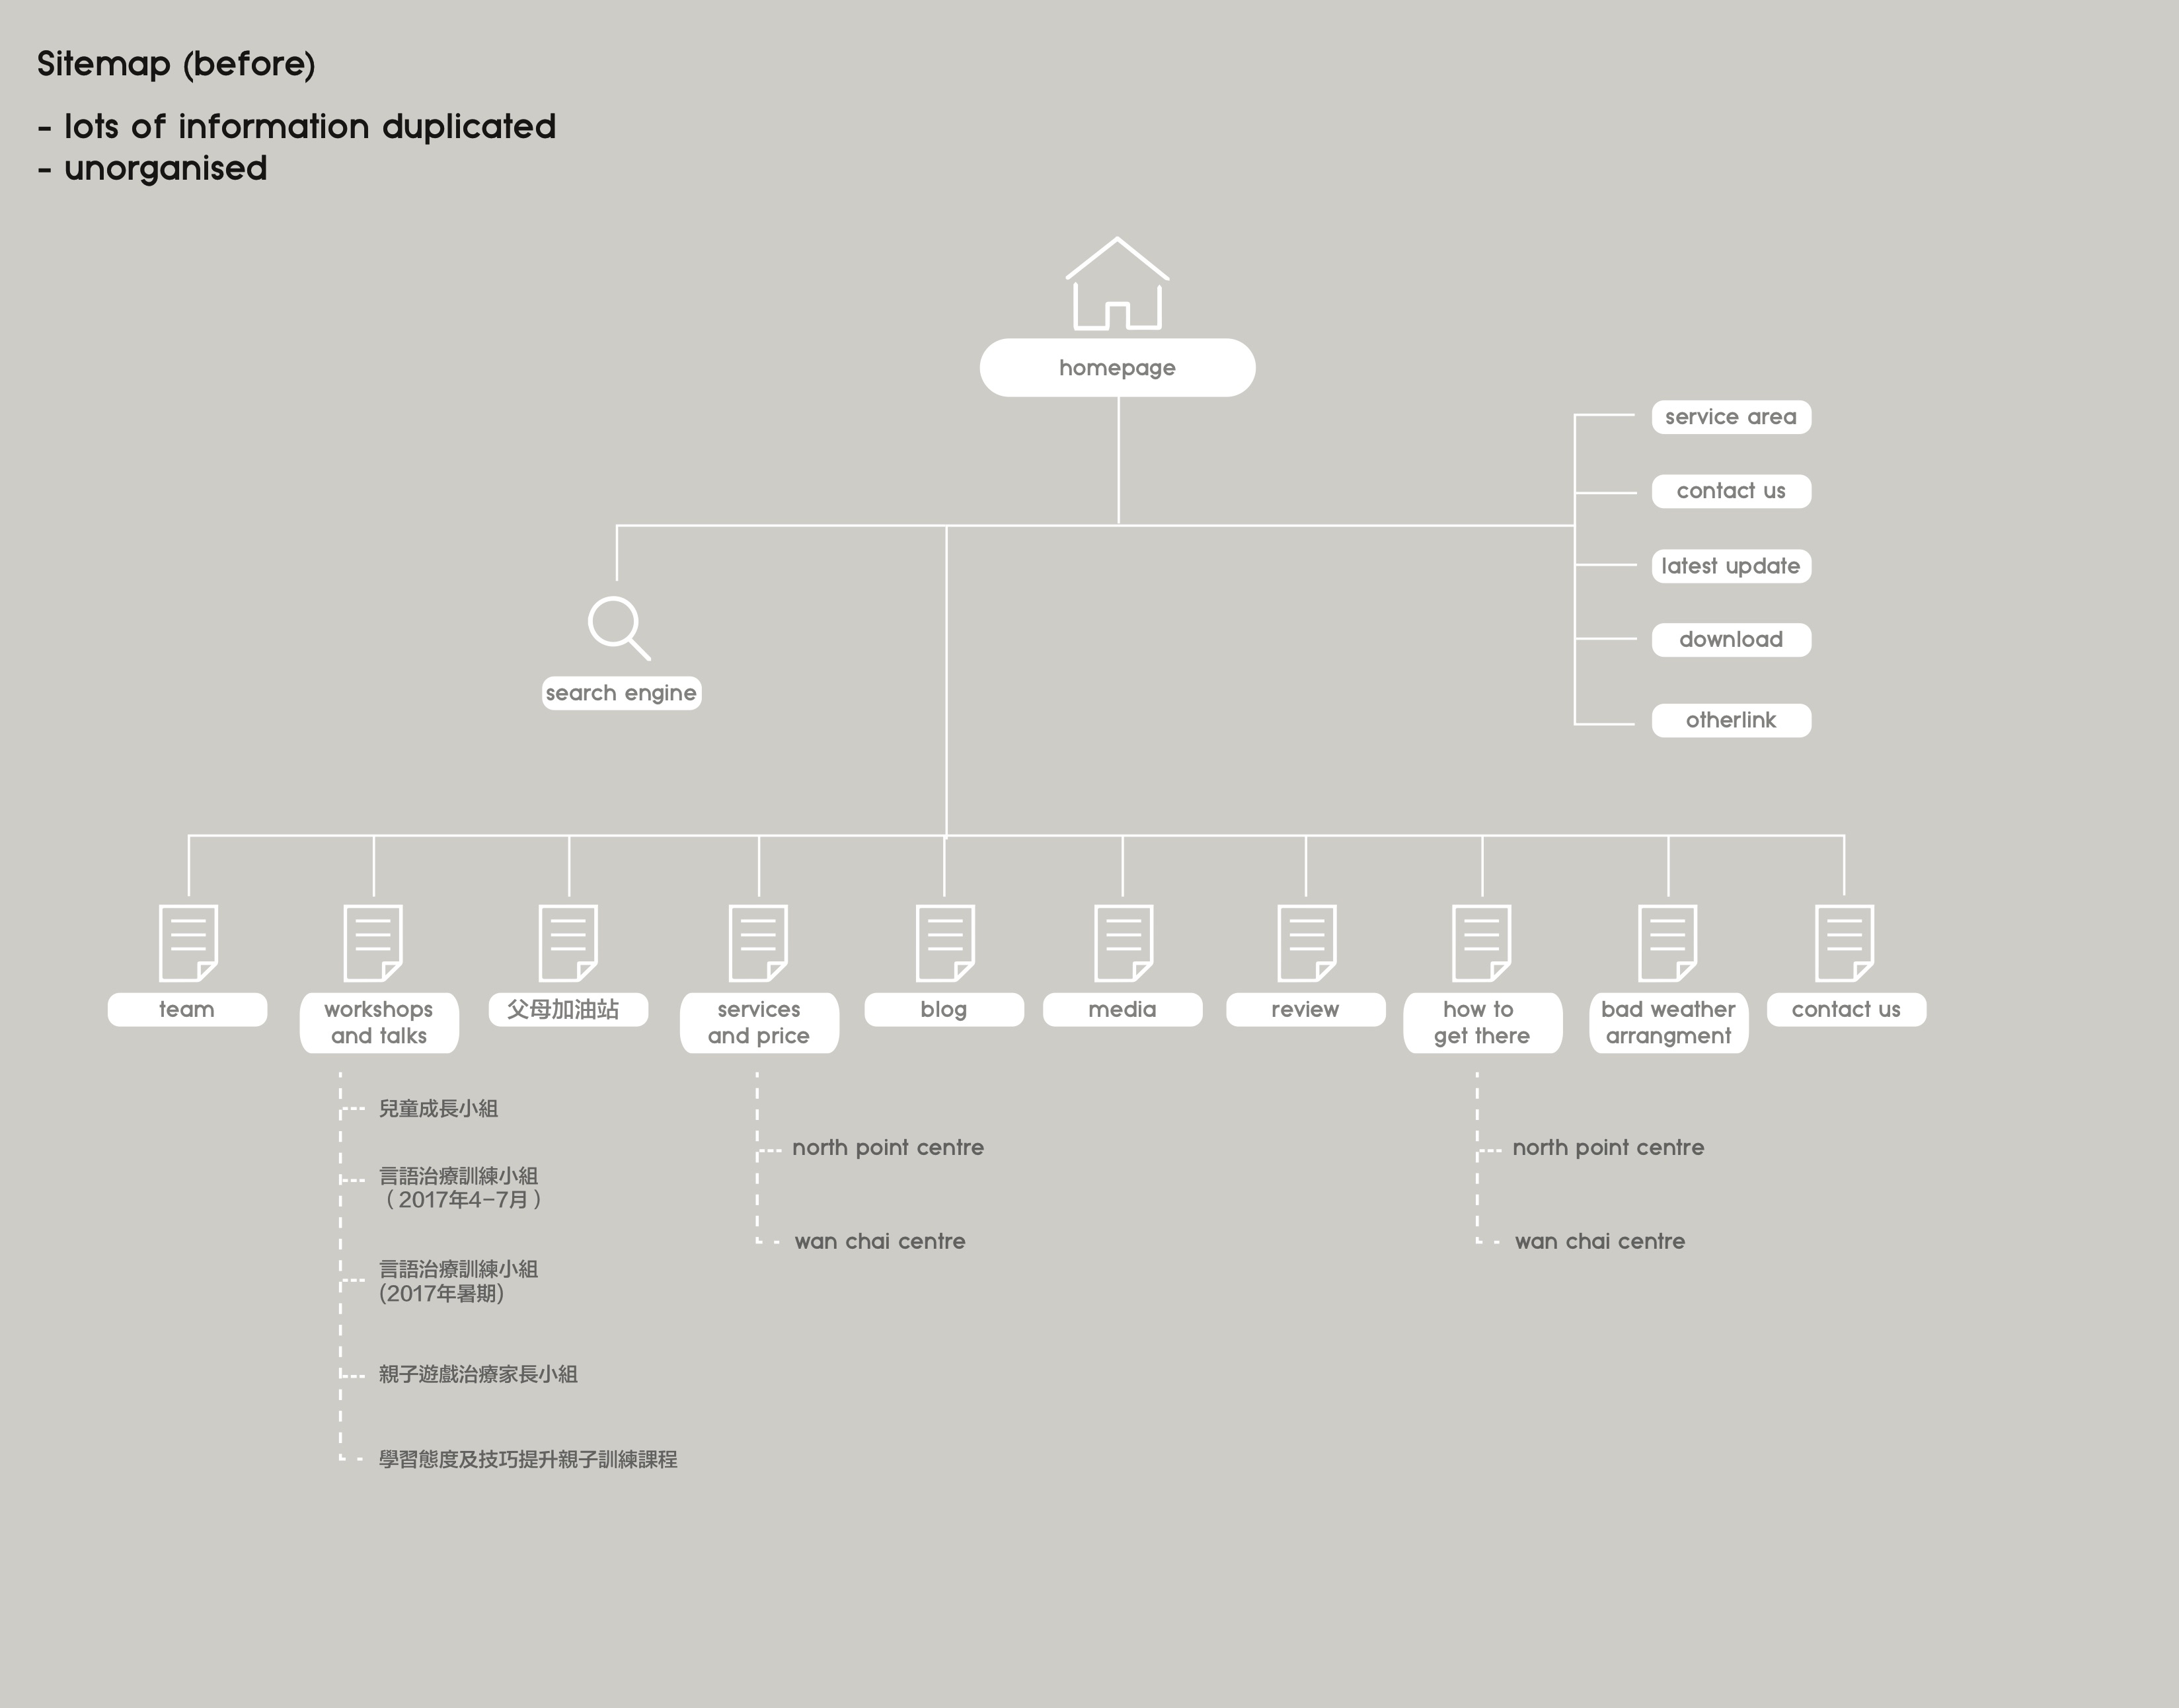 Sitemap (before)
- lots of information duplicated
- unorganised
homepage
service area
contact us
latest update
download
otherlink
search engine
team
workshops
and talks
父母加油站
services
and price
blog
media
review
how to
get there
bad weather
arrangment
contact us
兒童成長小組
言語治療訓練小組
（2017年4-7月）
言語治療訓練小組
(2017年暑期)
親子遊戲治療家長小組
學習態度及技巧提升親子訓練課程
north point centre
wan chai centre
north point centre
wan chai centre